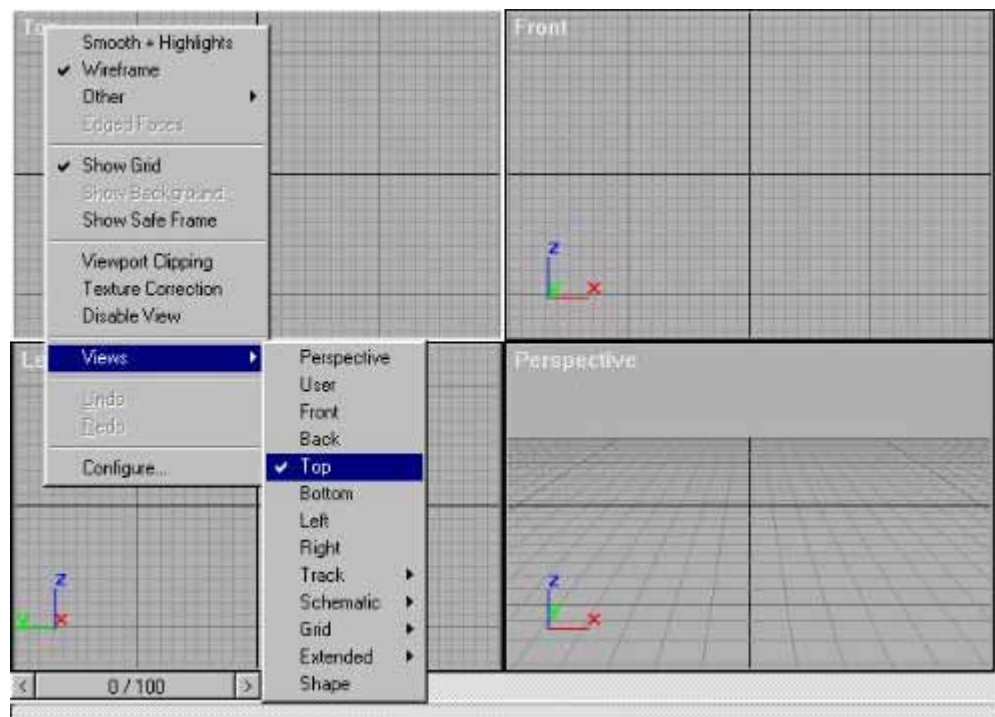 Top
Front
Smooth + Highlights
Wireframe
Other
Edged Faces
Show Grid
Show Background
Show Safe Frame
Viewport Clipping
Texture Correction
Disable View
Views
Undo
Redo
Configure...
Perspective
User
Front
Back
Top
Bottom
Left
Right
Track
Schematic
Grid
Extended
Shape
Perspective
z
x
y
z
y
x
z
y
x
< 0 / 100 >